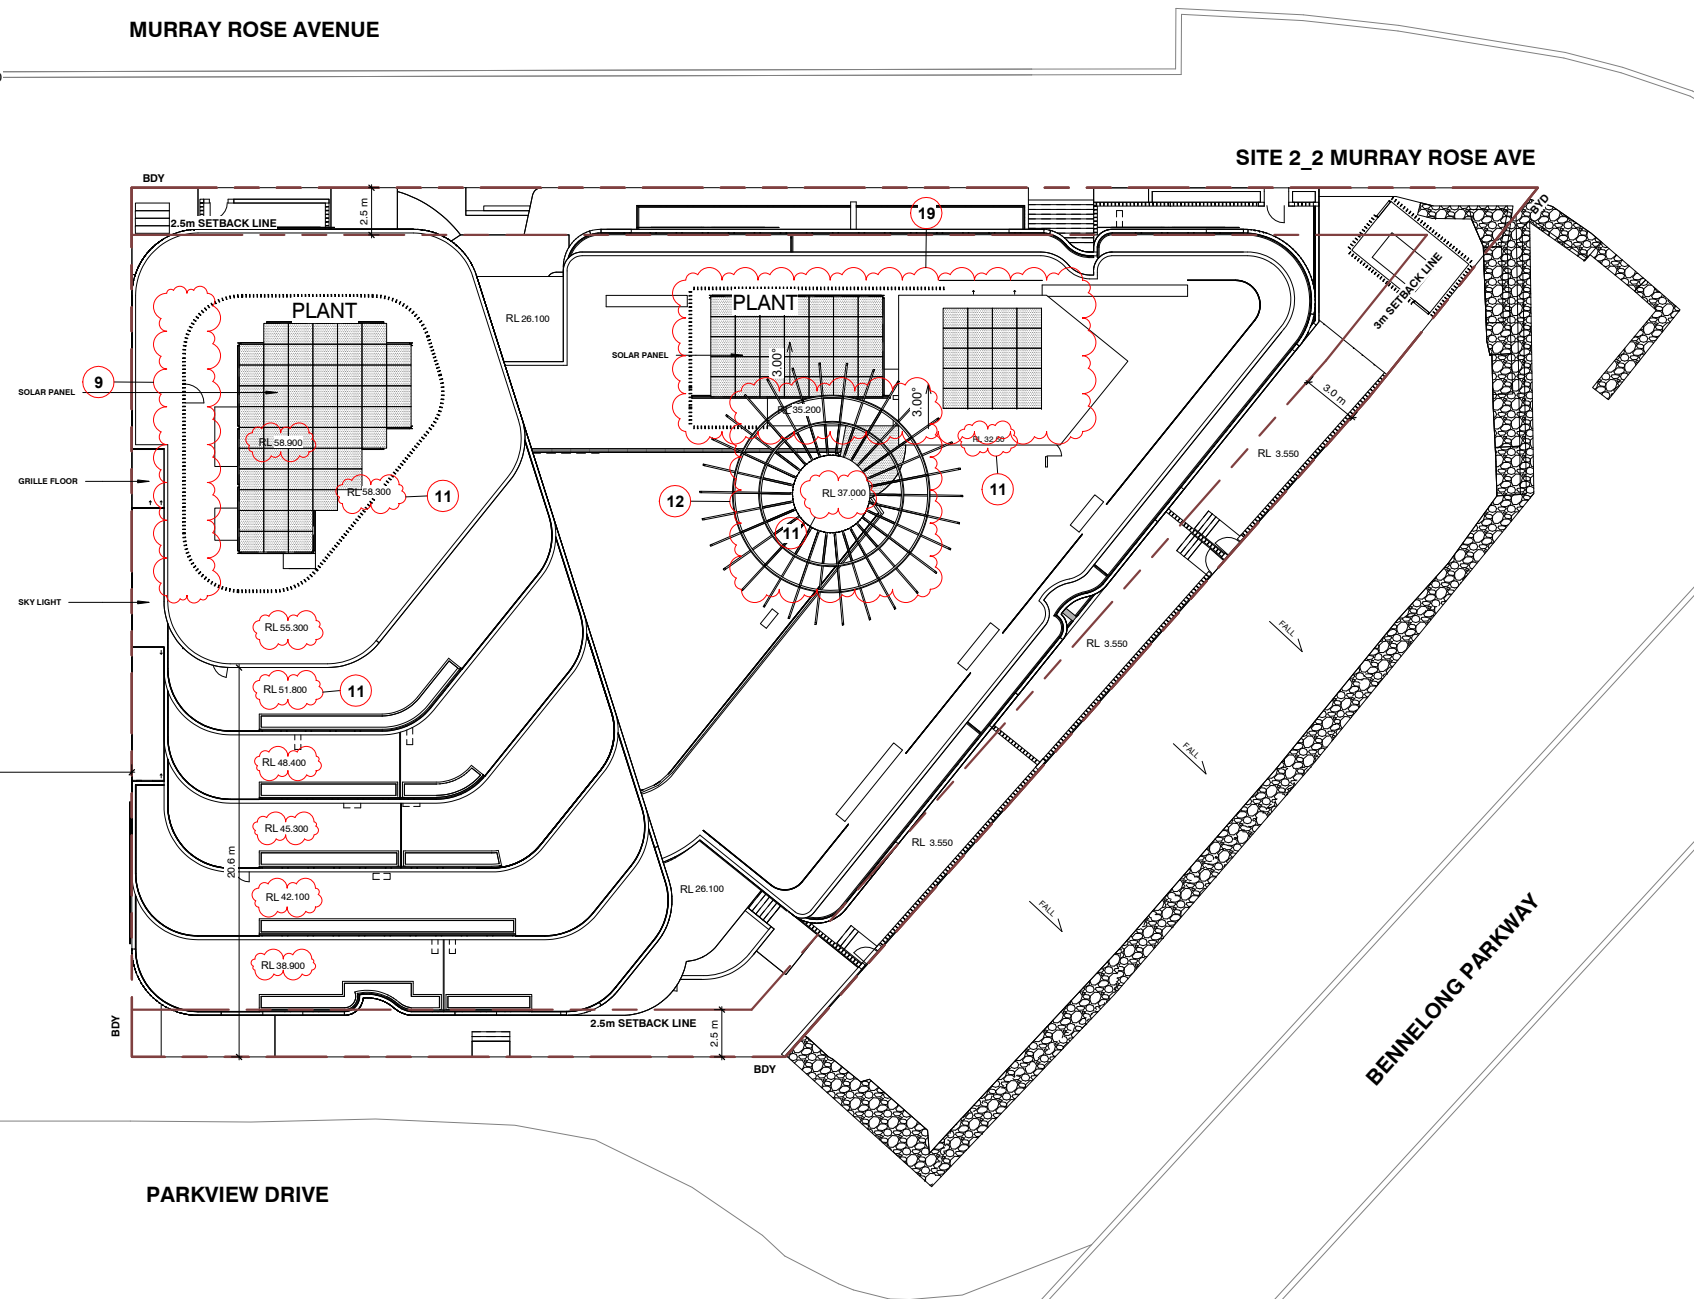 MURRAY ROSE AVENUE
SITE 2_2 MURRAY ROSE AVE
BDY
BYD
2.5m SETBACK LINE
2.5 m
19
3m SETBACK LINE
PLANT
PLANT
RL 26.100
SOLAR PANEL
3.00°
3.00°
9
SOLAR PANEL
3.0 m
RL 35.200
RL 58.900
RL 3.550
GRILLE FLOOR
RL 58.300
11
12
RL 37.000
11
11
SKY LIGHT
RL 55.300
FALL
RL 3.550
RL 51.800
11
FALL
RL 48.400
RL 45.300
RL 3.550
20.6 m
RL 42.100
RL 26.100
FALL
RL 38.900
BDY
2.5m SETBACK LINE
2.5 m
BDY
BENNELONG PARKWAY
PARKVIEW DRIVE